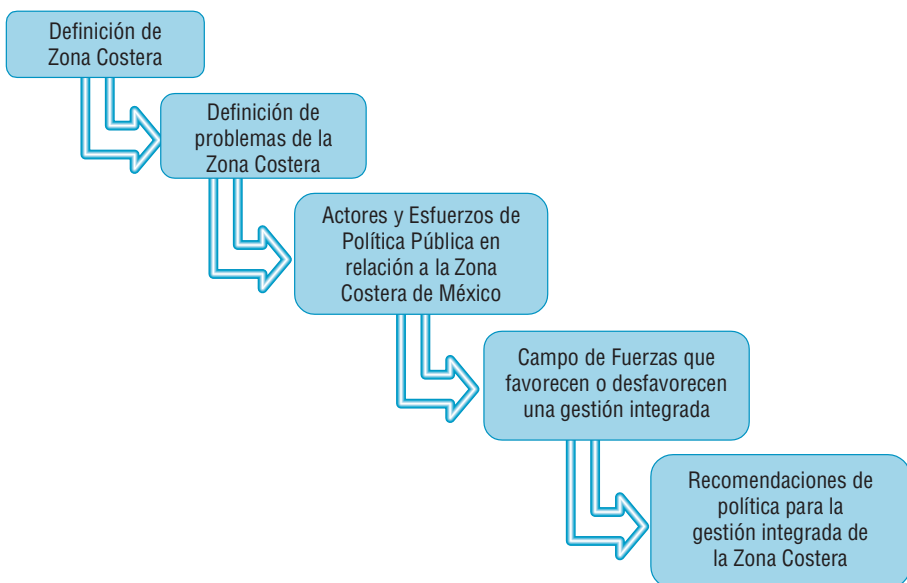 Definición de
Zona Costera
Definición de
problemas de la
Zona Costera
Actores y Esfuerzos de
Política Pública en
relación a la Zona
Costera de México
Campo de Fuerzas que
favorecen o desfavorecen
una gestión integrada
Recomendaciones de
política para la
gestión integrada de
la Zona Costera